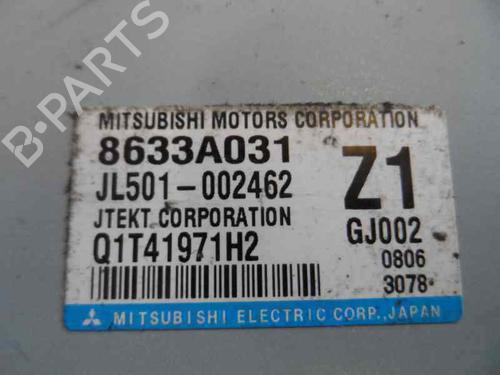 B-PARTS
MITSUBISHI MOTORS CORPORATION
8633A031
Z1
JL501-002462
JTEKT CORPORATION
GJ002
Q1T41971H2
0806
3078
MITSUBISHI ELECTRIC CORP., JAPAN